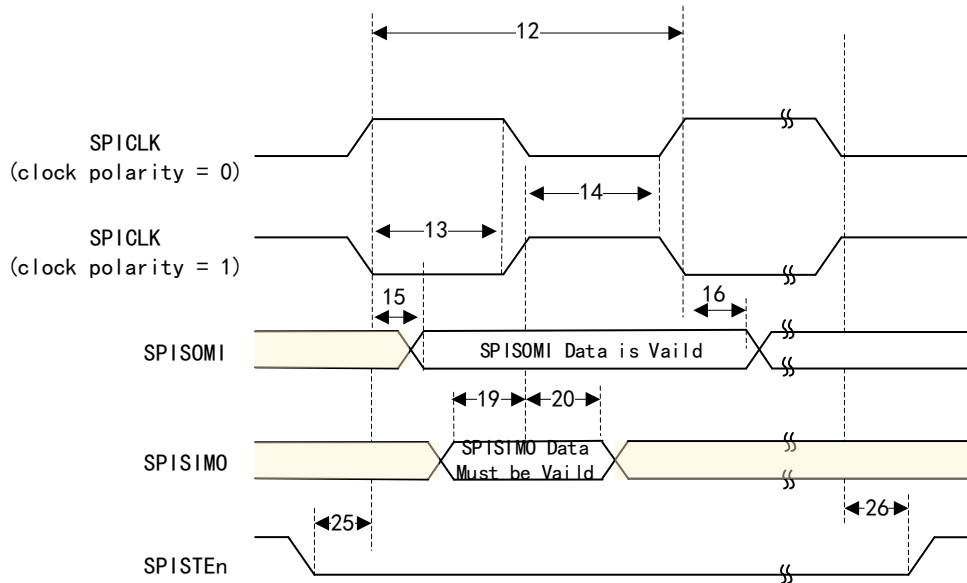 12
SPICLK
(clock polarity = 0)
14
13
SPICLK
(clock polarity = 1)
15
16
SPISOMI
SPISOMI Data is Vaild
19
20
SPISIMO
SPISIMO Data
Must be Vaild
25
26
SPISTEn